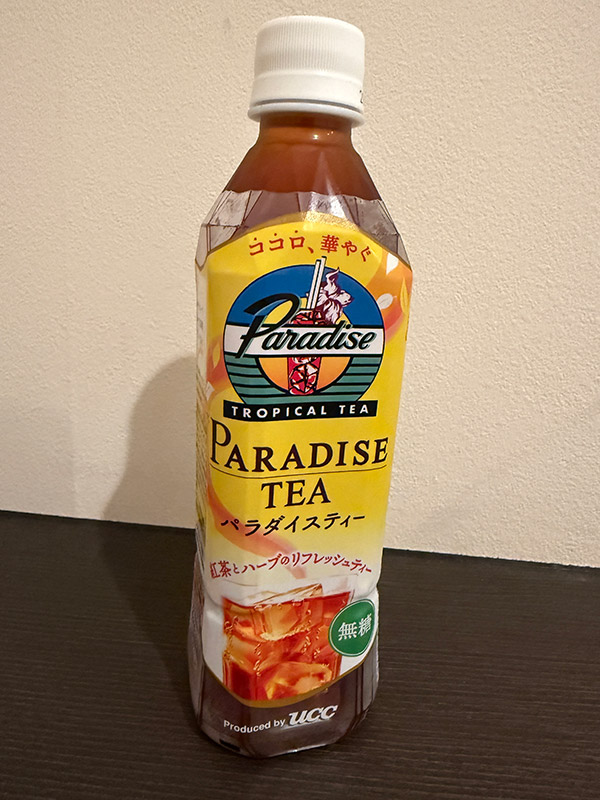 ココロ、華やぐ
Paradise
TROPICAL TEA
PARADISE
TEA
パラダイスティー
紅茶とハーブのリフレッシュティー
無糖
Produced by UCC